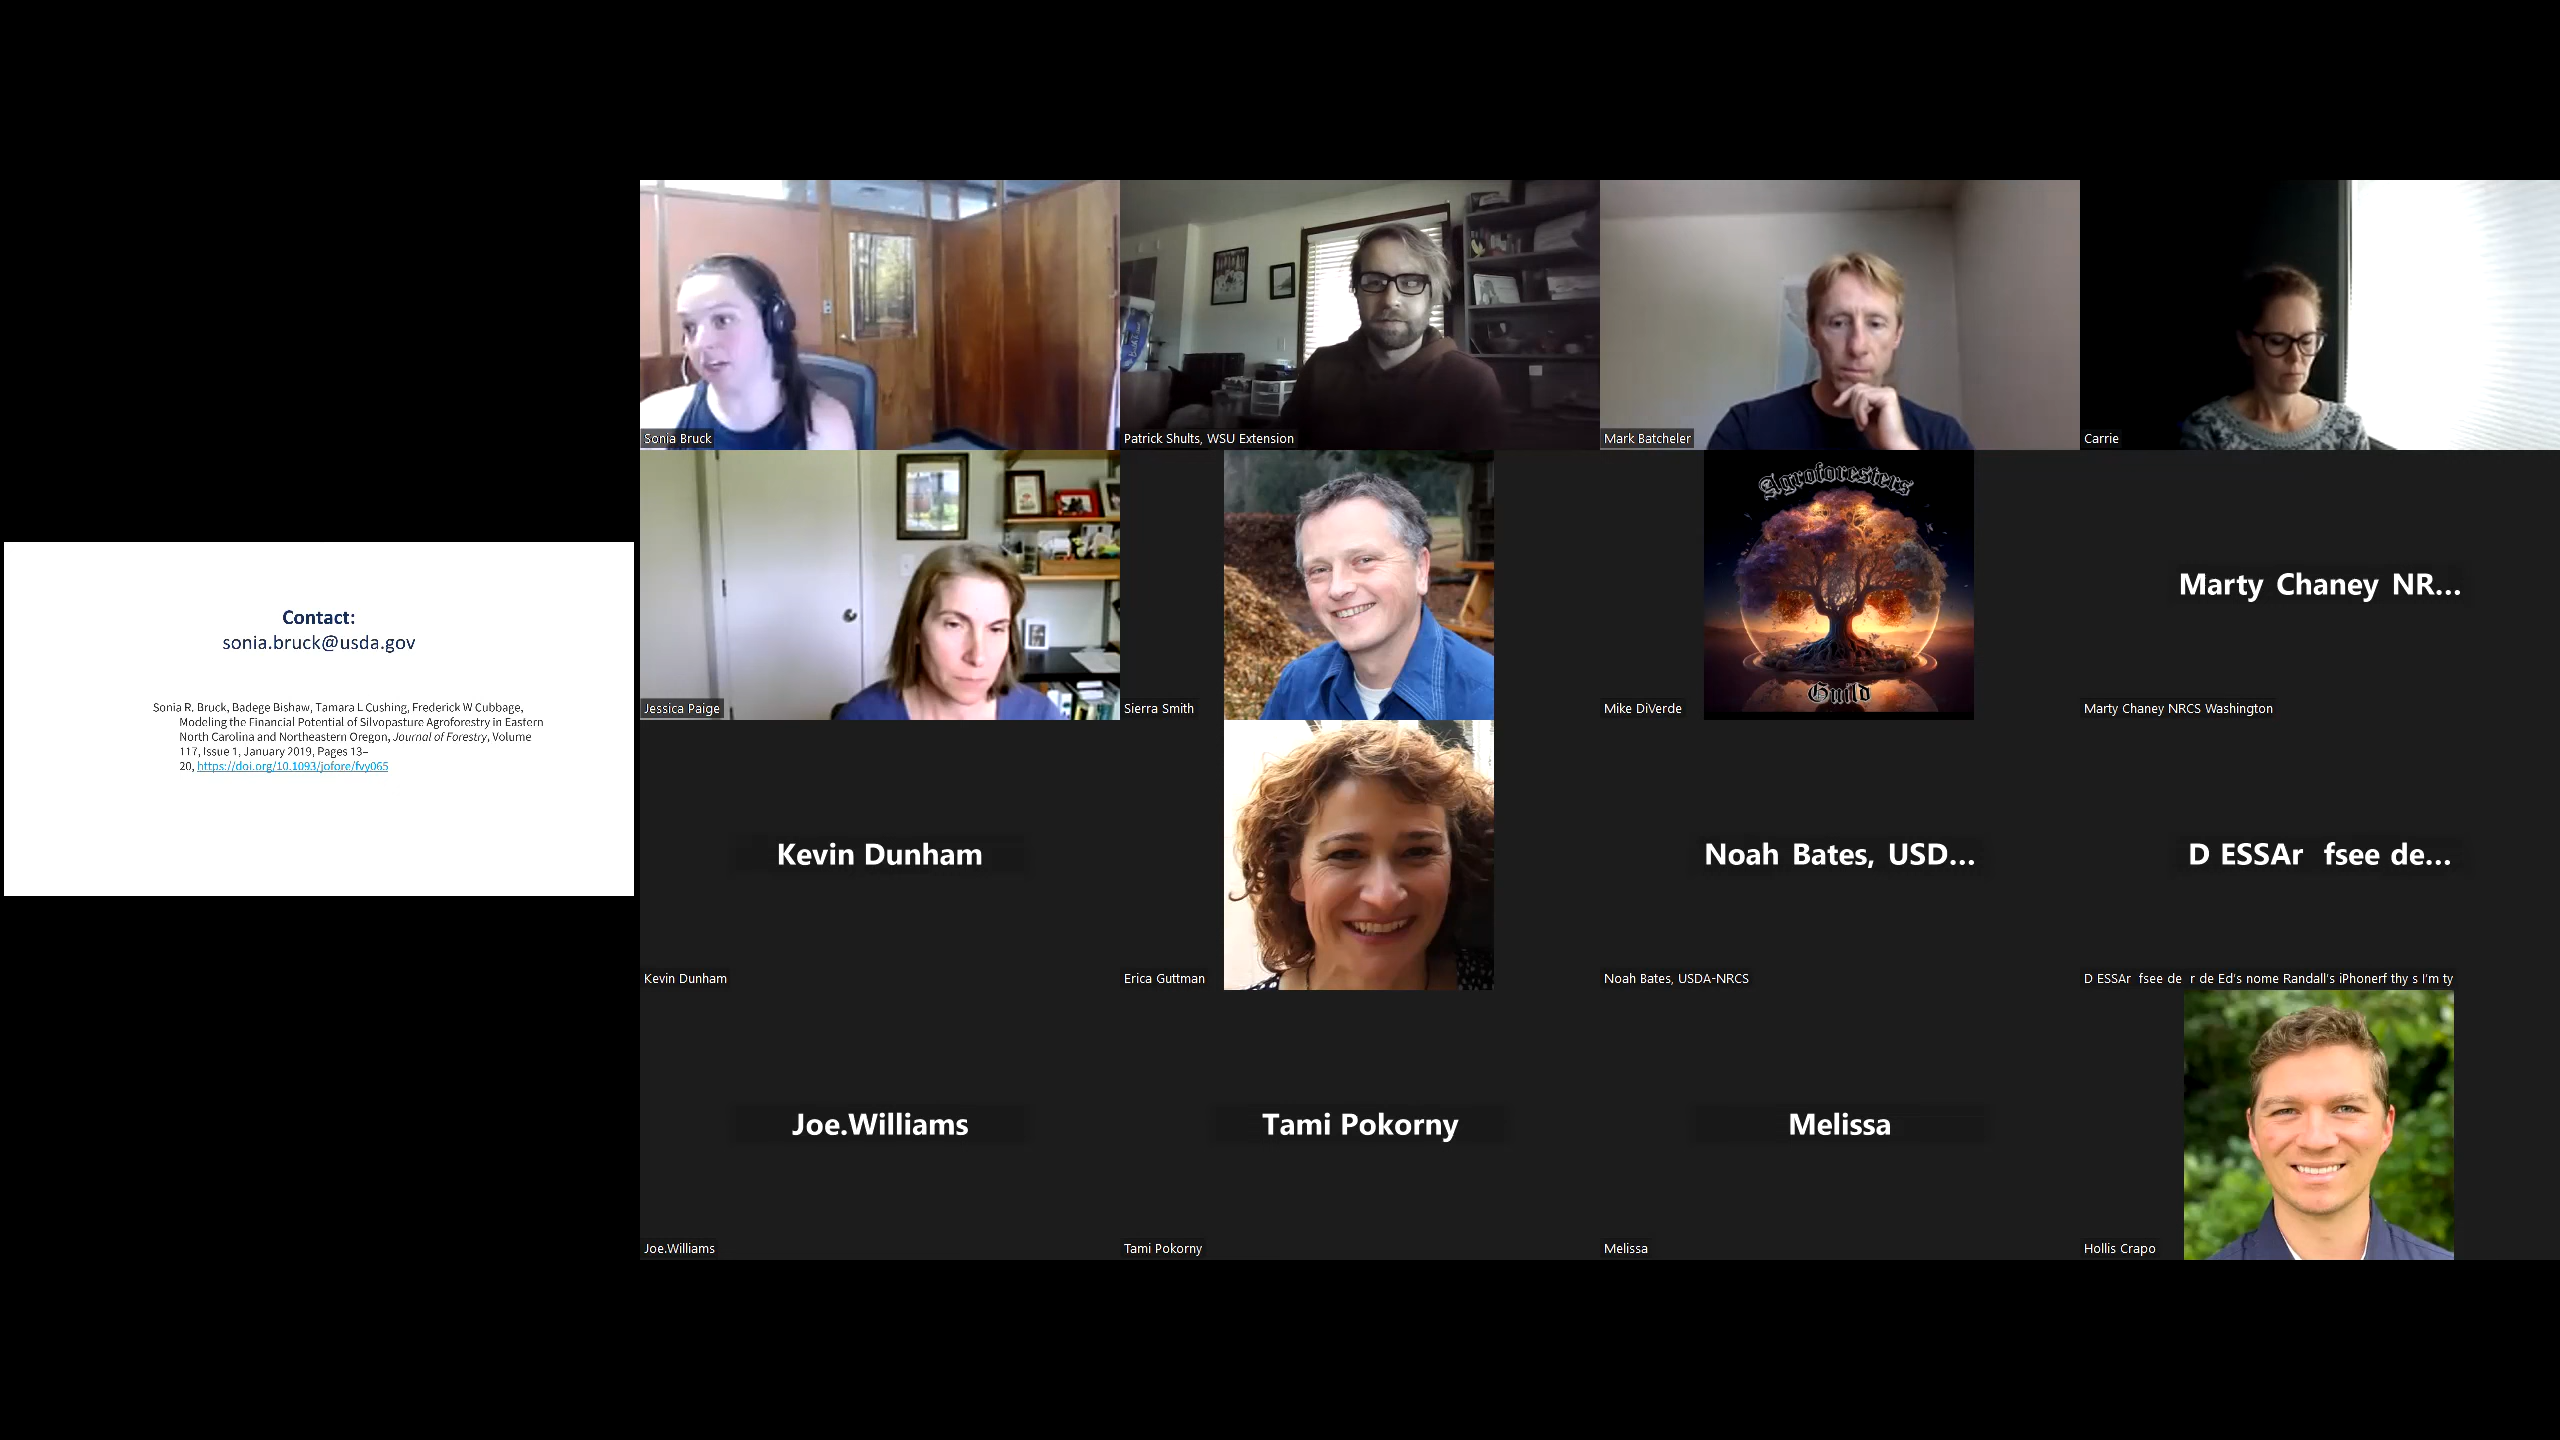 Contact:
sonia.bruck@usda.gov
Sonia R. Bruck, Badege Bishaw, Tamara L Cushing, Frederick W Cubbage,
Modeling the Financial Potential of Silvopasture Agroforestry in Eastern
North Carolina and Northeastern Oregon, Journal of Forestry, Volume
117, Issue 1, January 2019, Pages 13–
20, https://doi.org/10.1093/jofore/fvy065
Sonia Bruck
Patrick Shults, WSU Extension
Mark Batcheler
Carrie
Jessica Paige
Sierra Smith
Agroforesters
Guild
Mike DiVerde
Marty Chaney NR...
Marty Chaney NRCS Washington
Kevin Dunham
Kevin Dunham
Erica Guttman
Noah Bates, USD...
Noah Bates, USDA-NRCS
D ESSAr fsee de...
D ESSAr fsee de r de Ed's nome Randall's iPhonerf thy s I'm ty
Joe.Williams
Joe.Williams
Tami Pokorny
Tami Pokorny
Melissa
Melissa
Hollis Crapo